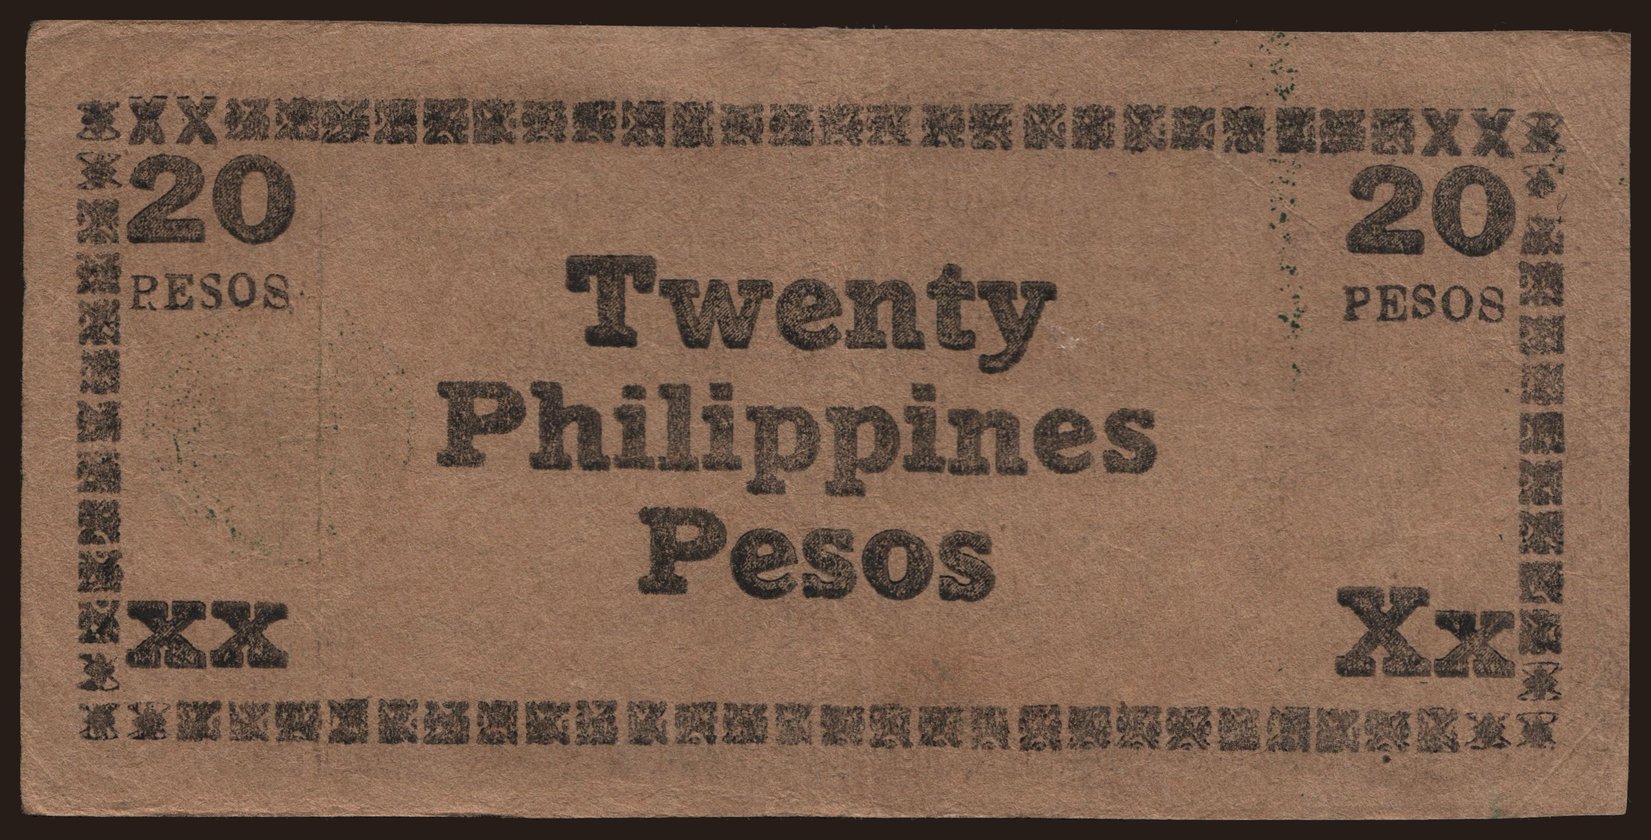 XX XX
20 20
PESOS PESOS
Twenty
Philippines
Pesos
xx Xx